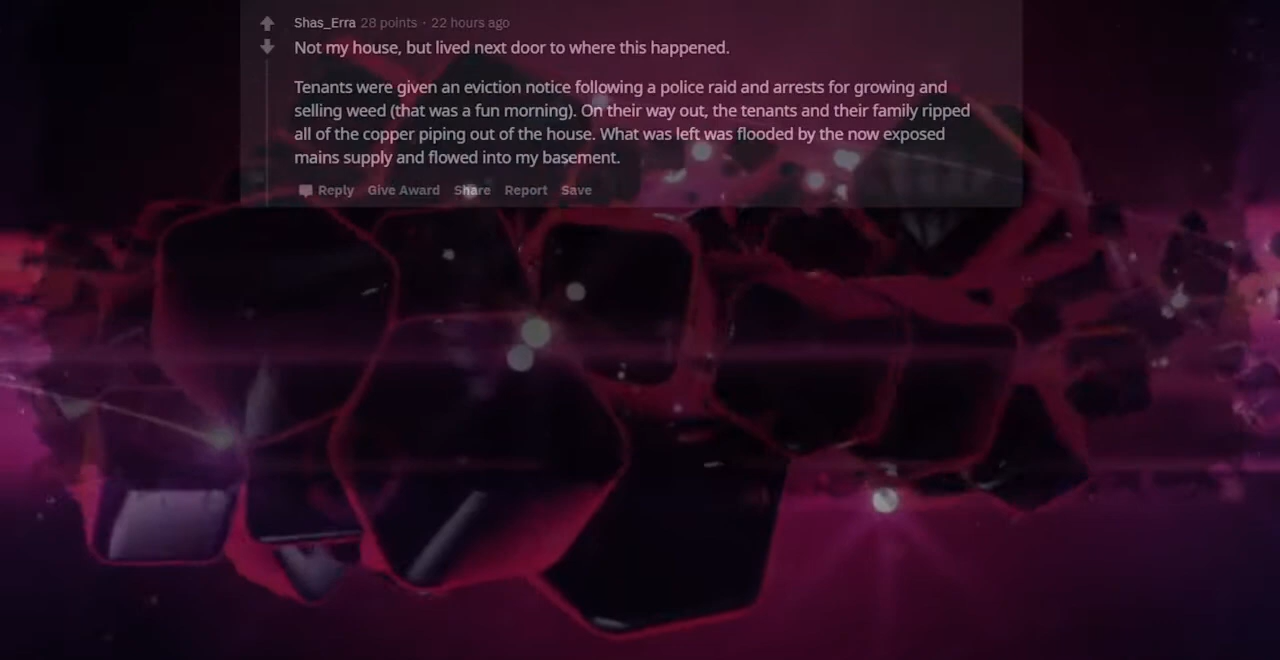 Shas_Erra 28 points · 22 hours ago
Not my house, but lived next door to where this happened.
Tenants were given an eviction notice following a police raid and arrests for growing and
selling weed (that was a fun morning). On their way out, the tenants and their family ripped
all of the copper piping out of the house. What was left was flooded by the now exposed
mains supply and flowed into my basement.
Reply Give Award Share Report Save